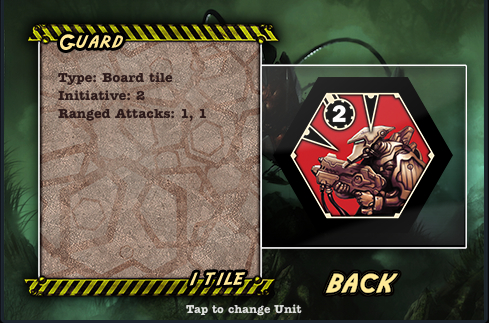 Guard
Type: Board tile
Initiative: 2
Ranged Attacks: 1, 1
2
1 tile
Back
Tap to change Unit